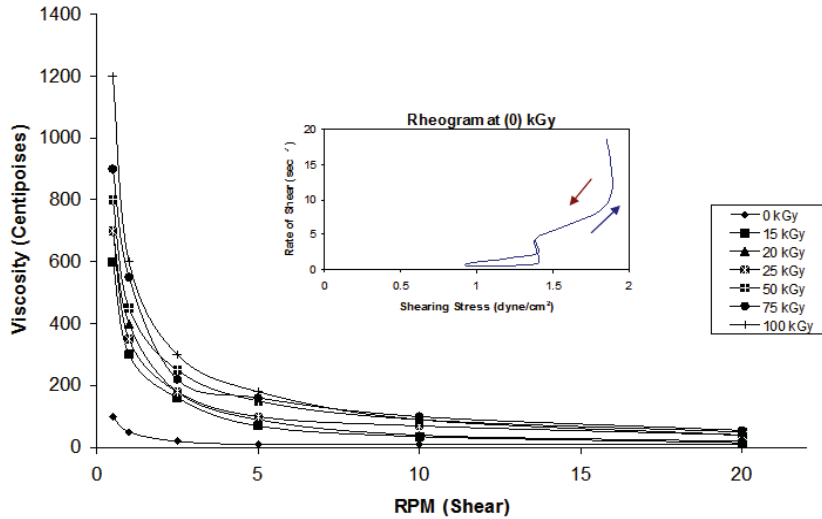 1400
1200
1000
800
600
400
200
0
Viscosity (Centipoises)
0
5
10
15
20
RPM (Shear)
Rheogram at (0) kGy
20
15
10
5
0
Rate of Shear (sec⁻¹)
0
0.5
1
1.5
2
Shearing Stress (dyne/cm²)
0 kGy
15 kGy
20 kGy
25 kGy
50 kGy
75 kGy
100 kGy